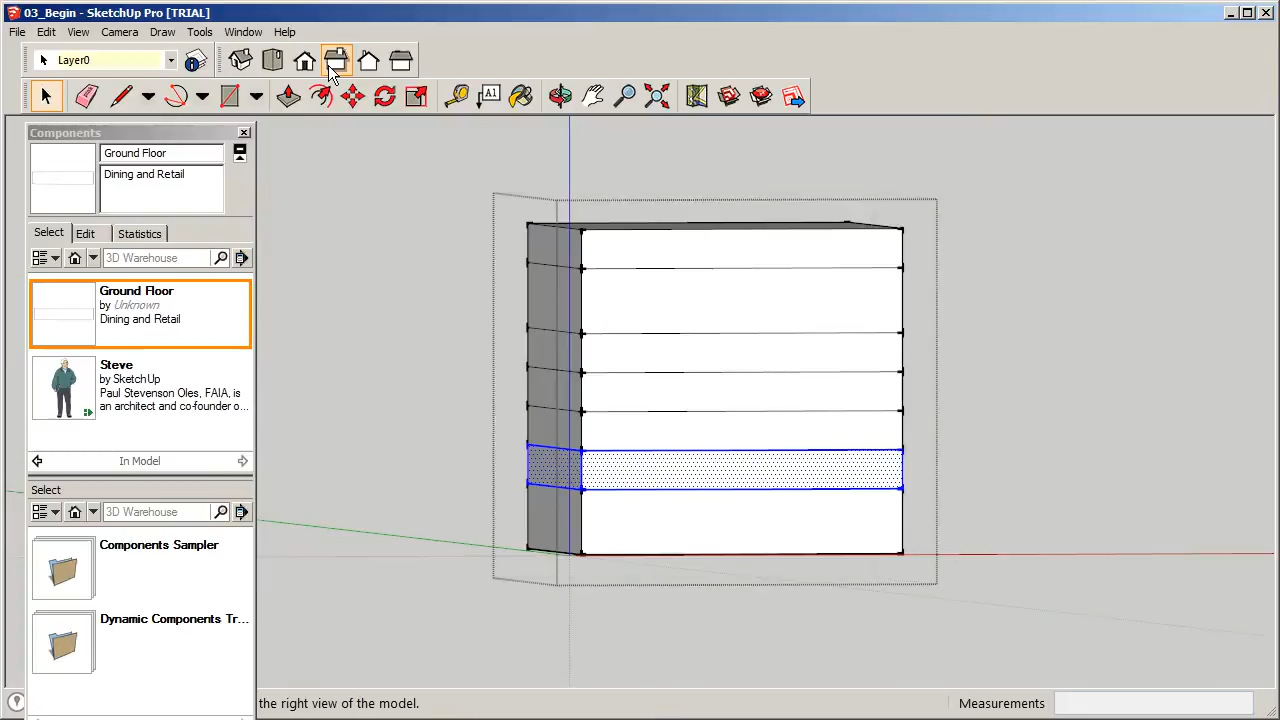 03_Begin - SketchUp Pro [TRIAL]
File Edit View Camera Draw Tools Window Help
Layer0
A1
Components
Ground Floor
Dining and Retail
Select Edit Statistics
3D Warehouse
Ground Floor
by Unknown
Dining and Retail
Steve
by SketchUp
Paul Stevenson Oles, FAIA, is
an architect and co-founder o...
In Model
Select
3D Warehouse
Components Sampler
Dynamic Components Tr...
the right view of the model.
Measurements